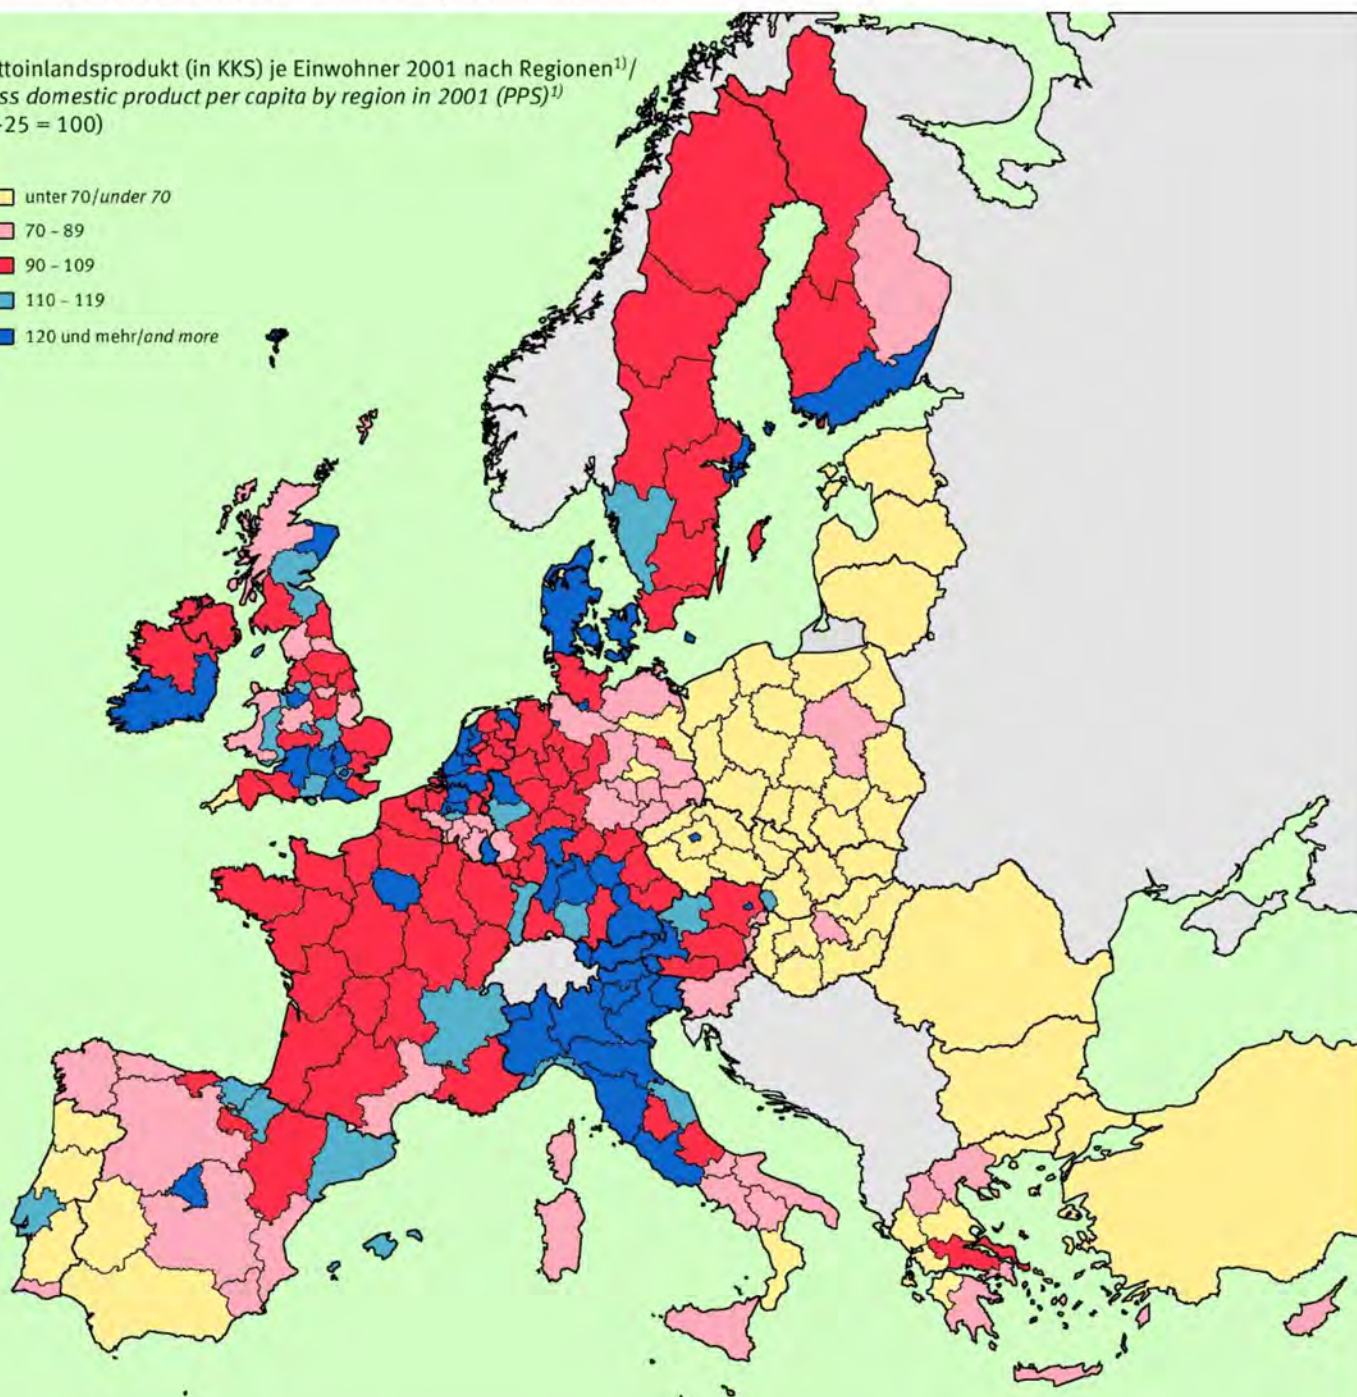 ttoinlandsprodukt (in KKS) je Einwohner 2001 nach Regionen¹⁾/
ss domestic product per capita by region in 2001 (PPS)¹⁾
-25 = 100)
unter 70/under 70
70 – 89
90 – 109
110 – 119
120 und mehr/and more